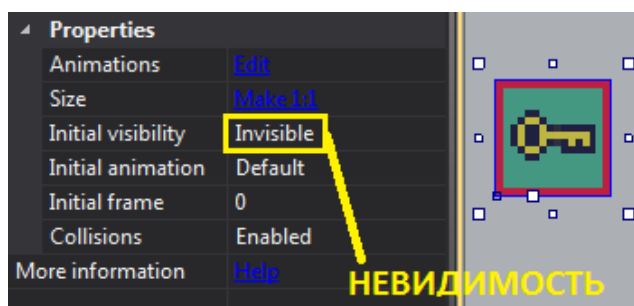 Properties
Animations Edit
Size Make 1:1
Initial visibility Invisible
Initial animation Default
Initial frame 0
Collisions Enabled
More information Help
НЕВИДИМОСТЬ